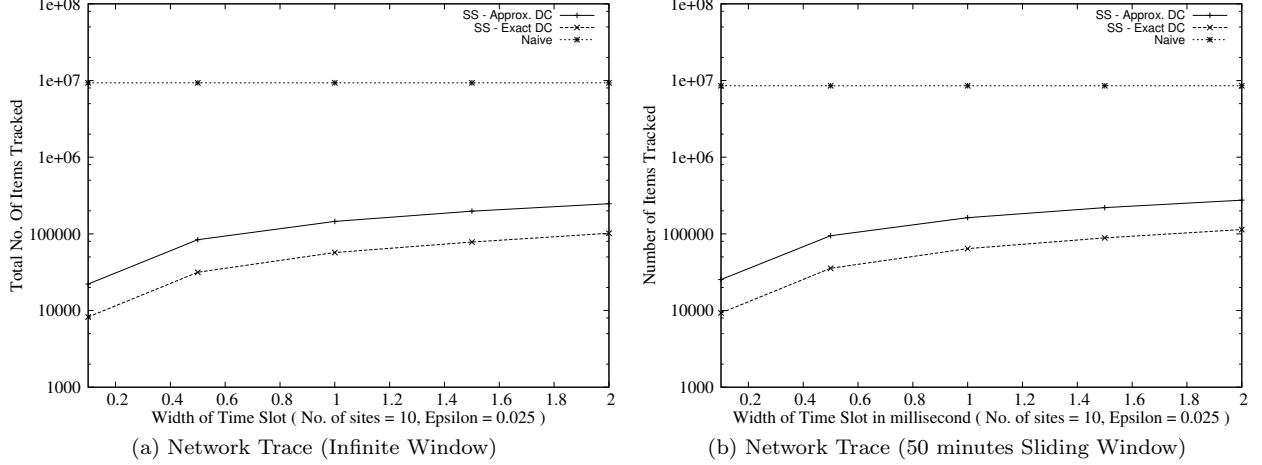 1e+08
1e+07
1e+06
100000
10000
1000
Total No. Of Items Tracked
SS - Approx. DC
SS - Exact DC
Naive
0.2 0.4 0.6 0.8 1 1.2 1.4 1.6 1.8 2
Width of Time Slot ( No. of sites = 10, Epsilon = 0.025 )
(a) Network Trace (Infinite Window)
1e+08
1e+07
1e+06
100000
10000
1000
Number of Items Tracked
SS - Approx. DC
SS - Exact DC
Naive
0.2 0.4 0.6 0.8 1 1.2 1.4 1.6 1.8 2
Width of Time Slot in millisecond ( No. of sites = 10, Epsilon = 0.025 )
(b) Network Trace (50 minutes Sliding Window)